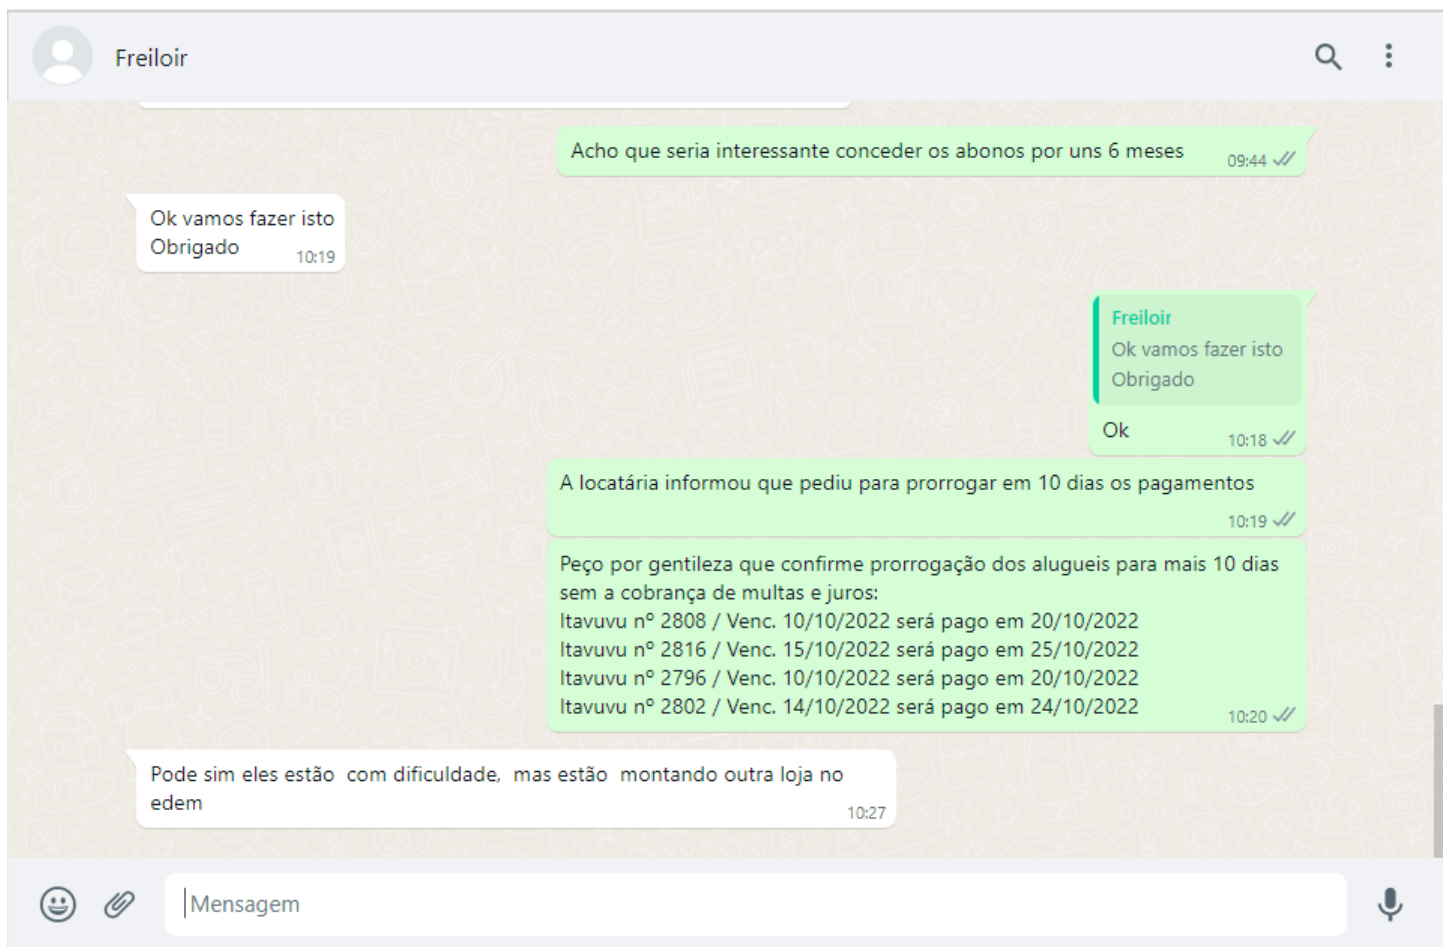 Freiloir
Acho que seria interessante conceder os abonos por uns 6 meses
09:44
Ok vamos fazer isto
Obrigado
10:19
Freiloir
Ok vamos fazer isto
Obrigado
Ok
10:18
A locatária informou que pediu para prorrogar em 10 dias os pagamentos
10:19
Peço por gentileza que confirme prorrogação dos alugueis para mais 10 dias
sem a cobrança de multas e juros:
Itavuvu nº 2808 / Venc. 10/10/2022 será pago em 20/10/2022
Itavuvu nº 2816 / Venc. 15/10/2022 será pago em 25/10/2022
Itavuvu nº 2796 / Venc. 10/10/2022 será pago em 20/10/2022
Itavuvu nº 2802 / Venc. 14/10/2022 será pago em 24/10/2022
10:20
Pode sim eles estão  com dificuldade,  mas estão  montando outra loja no
edem
10:27
Mensagem